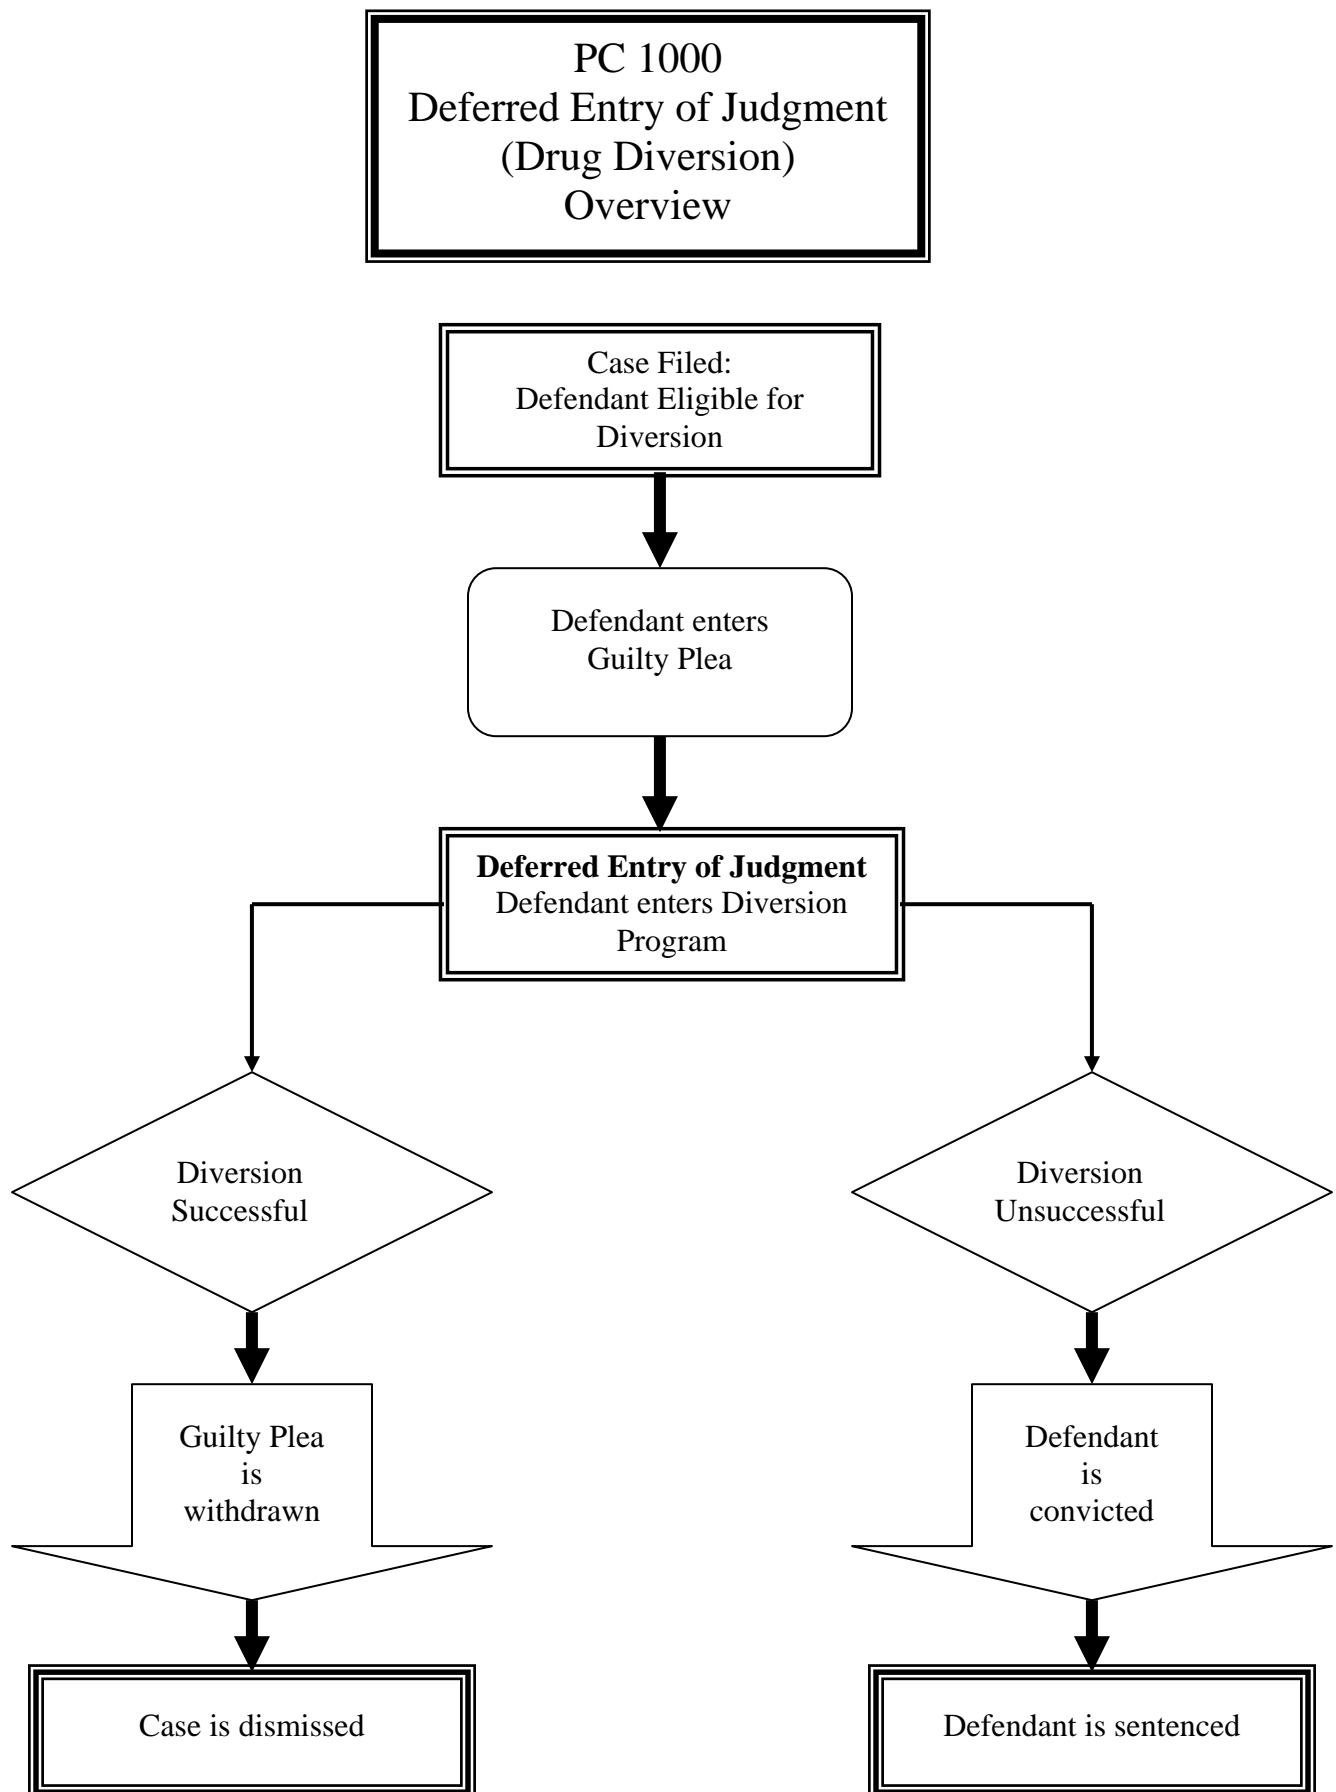 PC 1000
Deferred Entry of Judgment
(Drug Diversion)
Overview
Case Filed:
Defendant Eligible for
Diversion
Defendant enters
Guilty Plea
Deferred Entry of Judgment
Defendant enters Diversion
Program
Diversion
Successful
Diversion
Unsuccessful
Guilty Plea
is
withdrawn
Defendant
is
convicted
Case is dismissed
Defendant is sentenced